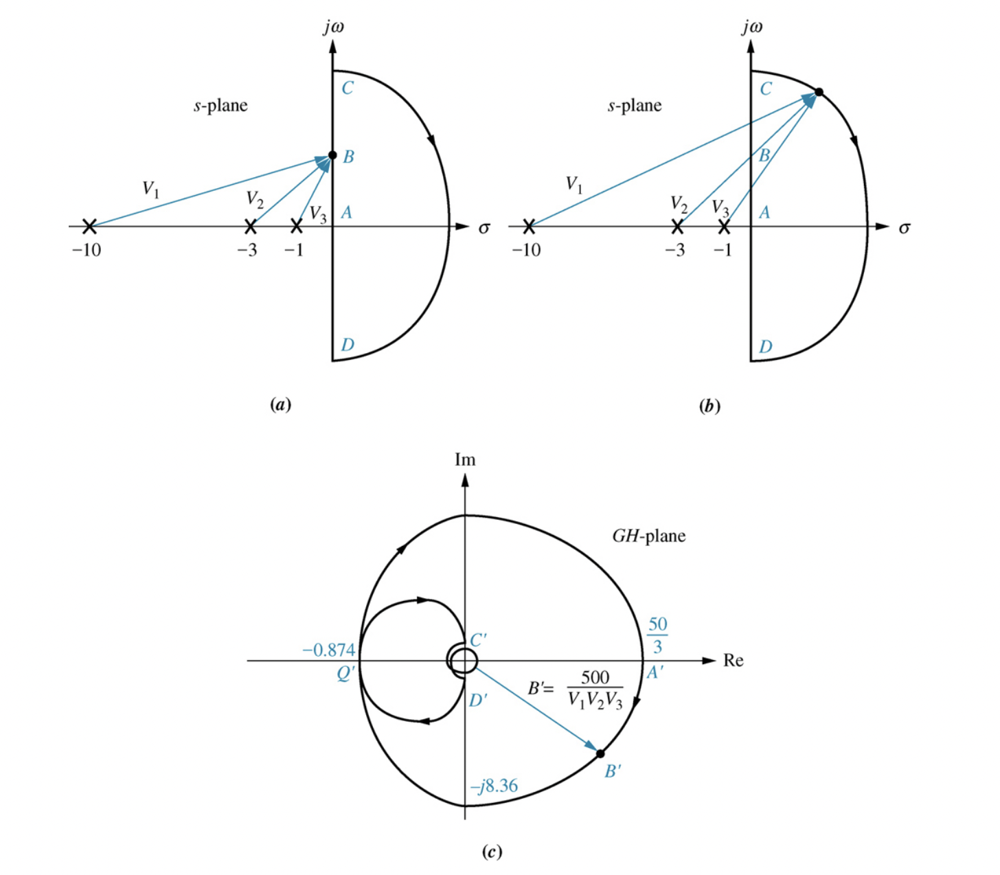 jω
C
s-plane
B
V₁
V₂
V₃
A
σ
−10
−3
−1
D
(a)
jω
C
s-plane
B
V₁
V₂
V₃
A
σ
−10
−3
−1
D
(b)
Im
GH-plane
50/3
C'
−0.874
Re
Q'
A'
B'= 500/V₁V₂V₃
D'
B'
−j8.36
(c)